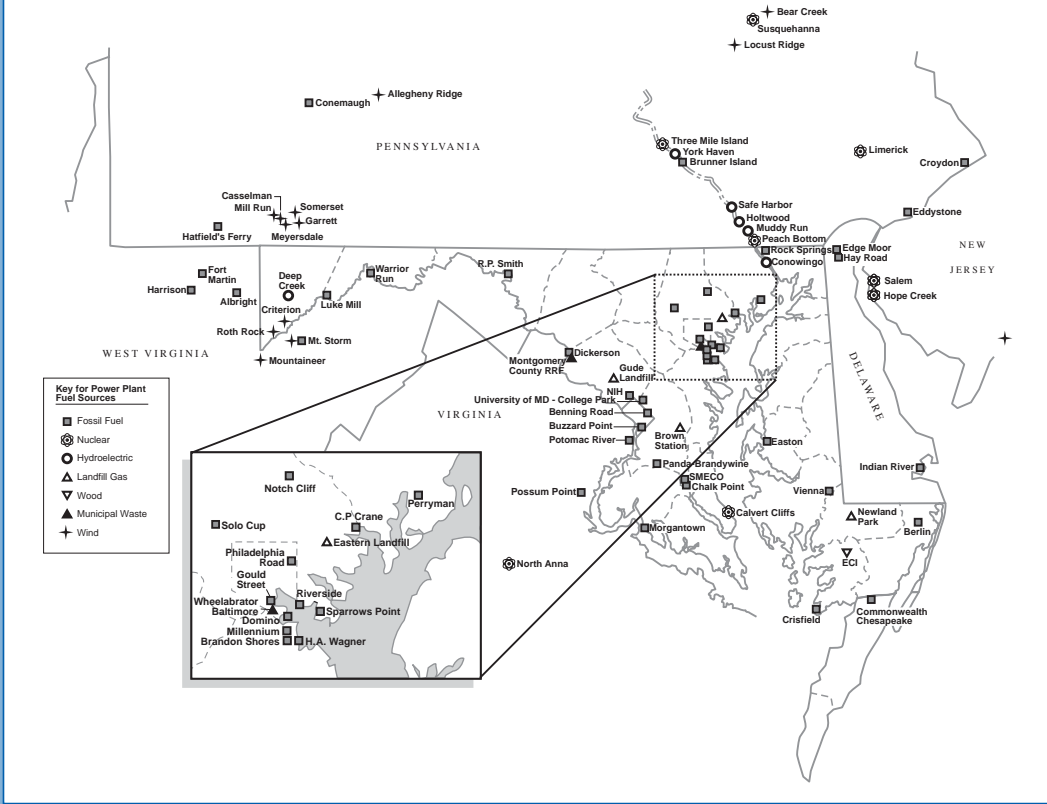 Bear Creek
Susquehanna
Locust Ridge
Allegheny Ridge
Conemaugh
PENNSYLVANIA
Three Mile Island
York Haven
Brunner Island
Limerick
Croydon
Casselman
Mill Run
Somerset
Garrett
Meyersdale
Hatfield's Ferry
Safe Harbor
Holtwood
Muddy Run
Peach Bottom
Rock Springs
Conowingo
Eddystone
Edge Moor
Hay Road
NEW
JERSEY
Salem
Hope Creek
Fort
Martin
Harrison
Albright
Deep
Creek
Criterion
Warrior
Run
R.P. Smith
Luke Mill
Roth Rock
Mt. Storm
Mountaineer
WEST VIRGINIA
Dickerson
Montgomery
County RRF
Gude
Landfill
NIH
University of MD - College Park
Benning Road
Buzzard Point
Potomac River
VIRGINIA
Brown
Station
Panda-Brandywine
SMECO
Chalk Point
Possum Point
Morgantown
Calvert Cliffs
North Anna
DELAWARE
Easton
Vienna
Indian River
Newland
Park
Berlin
ECI
Crisfield
Commonwealth
Chesapeake
Key for Power Plant
Fuel Sources
Fossil Fuel
Nuclear
Hydroelectric
Landfill Gas
Wood
Municipal Waste
Wind
Notch Cliff
Perryman
C.P Crane
Solo Cup
Eastern Landfill
Philadelphia
Road
Gould
Street
Riverside
Wheelabrator
Baltimore
Sparrows Point
Domino
Millennium
Brandon Shores
H.A. Wagner